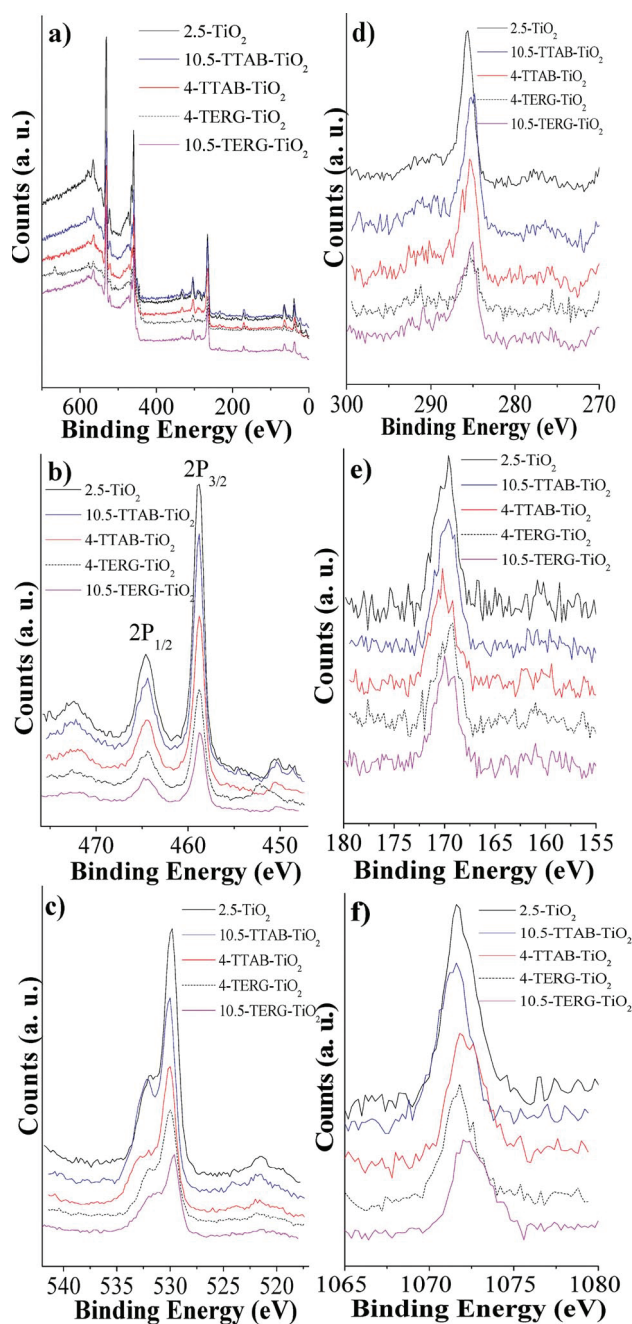 a)
2.5-TiO2
10.5-TTAB-TiO2
4-TTAB-TiO2
4-TERG-TiO2
10.5-TERG-TiO2
Counts (a. u.)
600 400 200 0
Binding Energy (eV)
d)
2.5-TiO2
10.5-TTAB-TiO2
4-TTAB-TiO2
4-TERG-TiO2
10.5-TERG-TiO2
Counts (a. u.)
300 290 280 270
Binding Energy (eV)
b)
2P3/2
2.5-TiO2
10.5-TTAB-TiO2
4-TTAB-TiO2
4-TERG-TiO2
10.5-TERG-TiO2
2P1/2
Counts (a. u.)
470 460 450
Binding Energy (eV)
e)
2.5-TiO2
10.5-TTAB-TiO2
4-TTAB-TiO2
4-TERG-TiO2
10.5-TERG-TiO2
Counts (a. u.)
180 175 170 165 160 155
Binding Energy (eV)
c)
2.5-TiO2
10.5-TTAB-TiO2
4-TTAB-TiO2
4-TERG-TiO2
10.5-TERG-TiO2
Counts (a. u.)
540 530 520
Binding Energy (eV)
f)
2.5-TiO2
10.5-TTAB-TiO2
4-TTAB-TiO2
4-TERG-TiO2
10.5-TERG-TiO2
Counts (a. u.)
1065 1070 1075 1080
Binding Energy (eV)